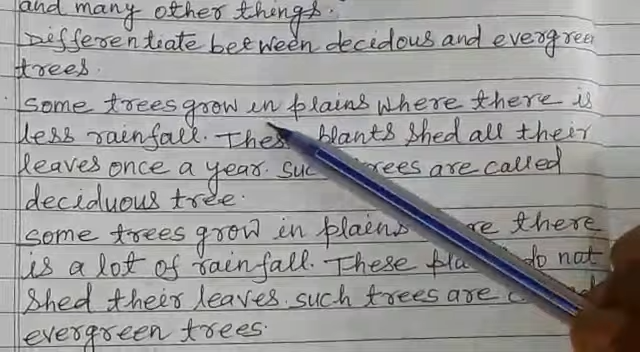 and many other things.
Differentiate between decidous and evergreen
trees.
Some trees grow in plains where there is
less rainfall. These plants shed all their
leaves once a year. such trees are called
deciduous tree.
some trees grow in plains there
is a lot of rainfall. These do not
shed their leaves. such trees are
evergreen trees.